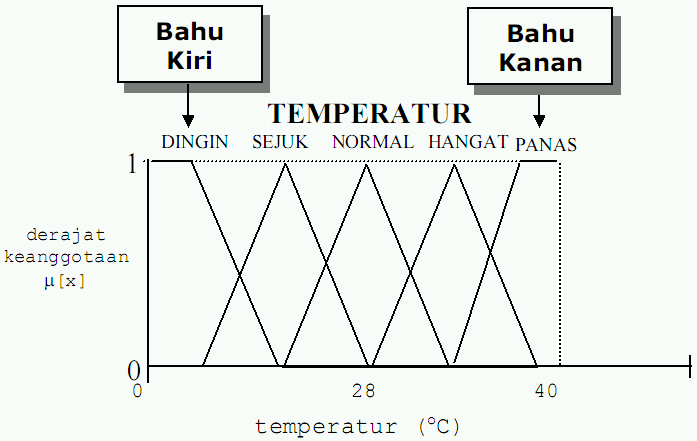 Bahu
Kiri
Bahu
Kanan
TEMPERATUR
DINGIN SEJUK NORMAL HANGAT PANAS
1
derajat
keanggotaan
μ[x]
0
0 28 40
temperatur (°C)